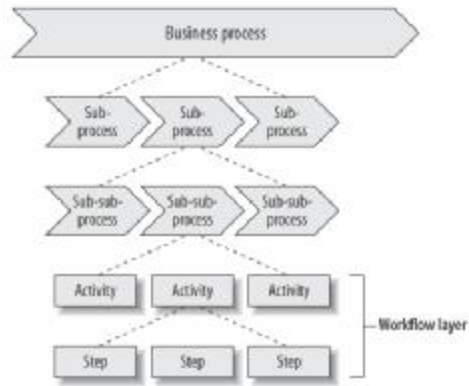 Business process
Sub- Sub- Sub-
process process process
Sub-sub- Sub-sub- Sub-sub-
process process process
Activity Activity Activity
Workflow layer
Step Step Step